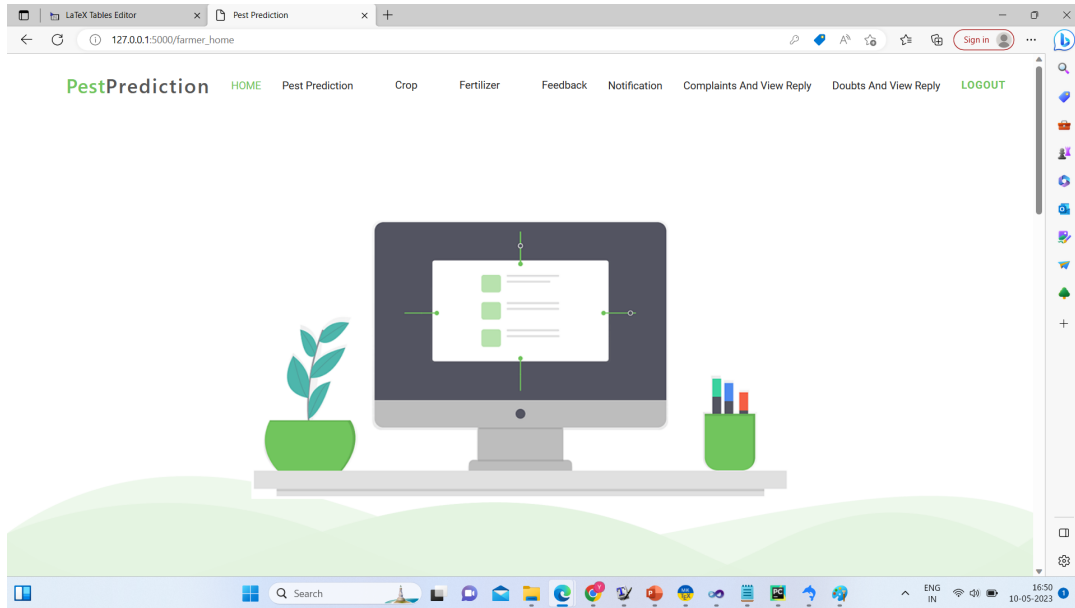 LaTeX Tables Editor Pest Prediction
127.0.0.1:5000/farmer_home Sign in
PestPrediction HOME Pest Prediction Crop Fertilizer Feedback Notification Complaints And View Reply Doubts And View Reply LOGOUT
Search
ENG 16:50
IN 10-05-2023